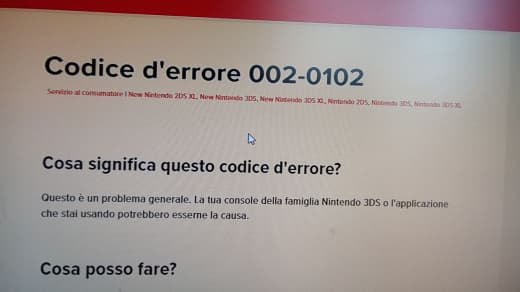 Codice d'errore 002-0102
Servizio al consumatore | New Nintendo 2DS XL, New Nintendo 3DS, New Nintendo 3DS XL, Nintendo 2DS, Nintendo 3DS, Nintendo 3DS XL
Cosa significa questo codice d'errore?
Questo è un problema generale. La tua console della famiglia Nintendo 3DS o l'applicazione
che stai usando potrebbero esserne la causa.
Cosa posso fare?